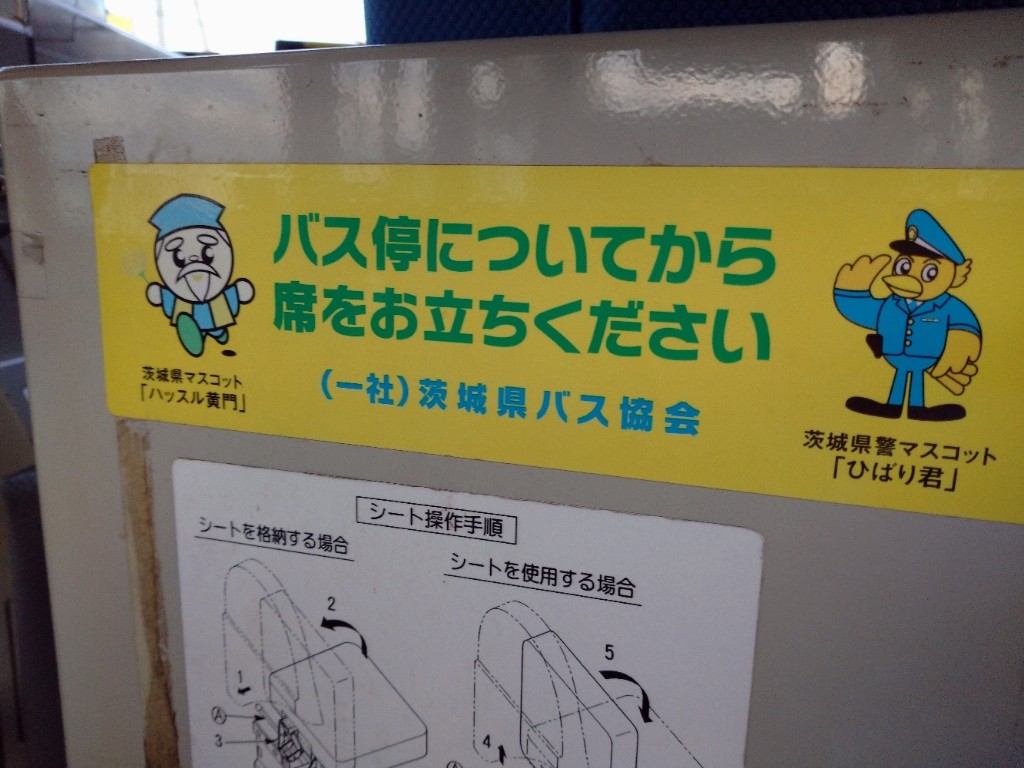 バス停についてから
席をお立ちください
(一社)茨城県バス協会
茨城県マスコット
「ハッスル黄門」
茨城県警マスコット
「ひばり君」
シート操作手順
シートを格納する場合
シートを使用する場合
2
1
Ⓐ
3
5
4